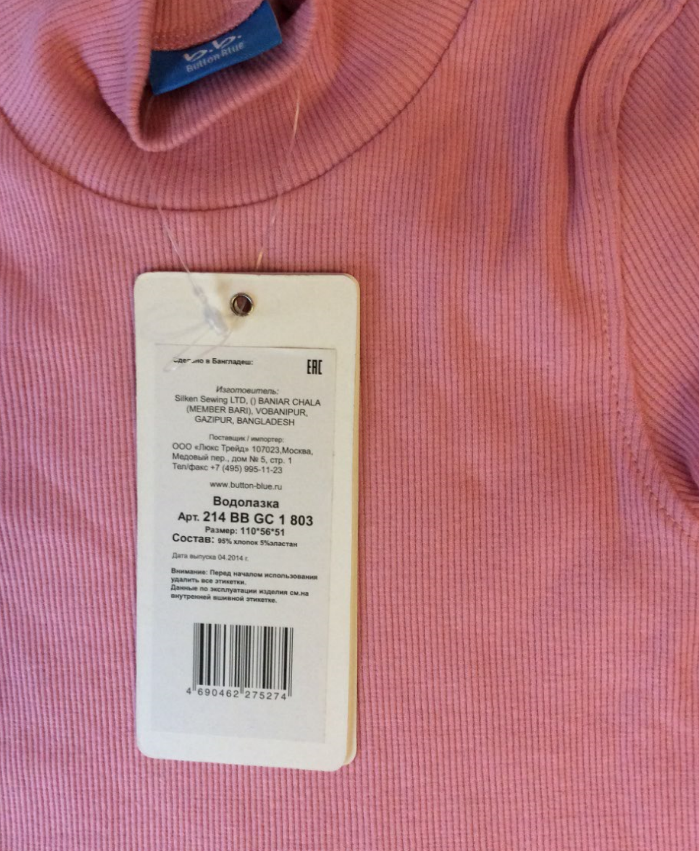 b.b.
Button Blue
Сделано в Бангладеш:
EAC
Изготовитель:
Silken Sewing LTD, () BANIAR CHALA
(MEMBER BARI), VOBANIPUR,
GAZIPUR, BANGLADESH
Поставщик / импортер:
ООО «Люкс Трейд» 107023,Москва,
Медовый пер., дом № 5, стр. 1
Тел/факс +7 (495) 995-11-23
www.button-blue.ru
Водолазка
Арт. 214 BB GC 1 803
Размер: 110*56*51
Состав: 95% хлопок 5%эластан
Дата выпуска 04.2014 г.
Внимание: Перед началом использования
удалить все этикетки.
Данные по эксплуатации изделия см.на
внутренней вшивной этикетке.
4 690462 275274